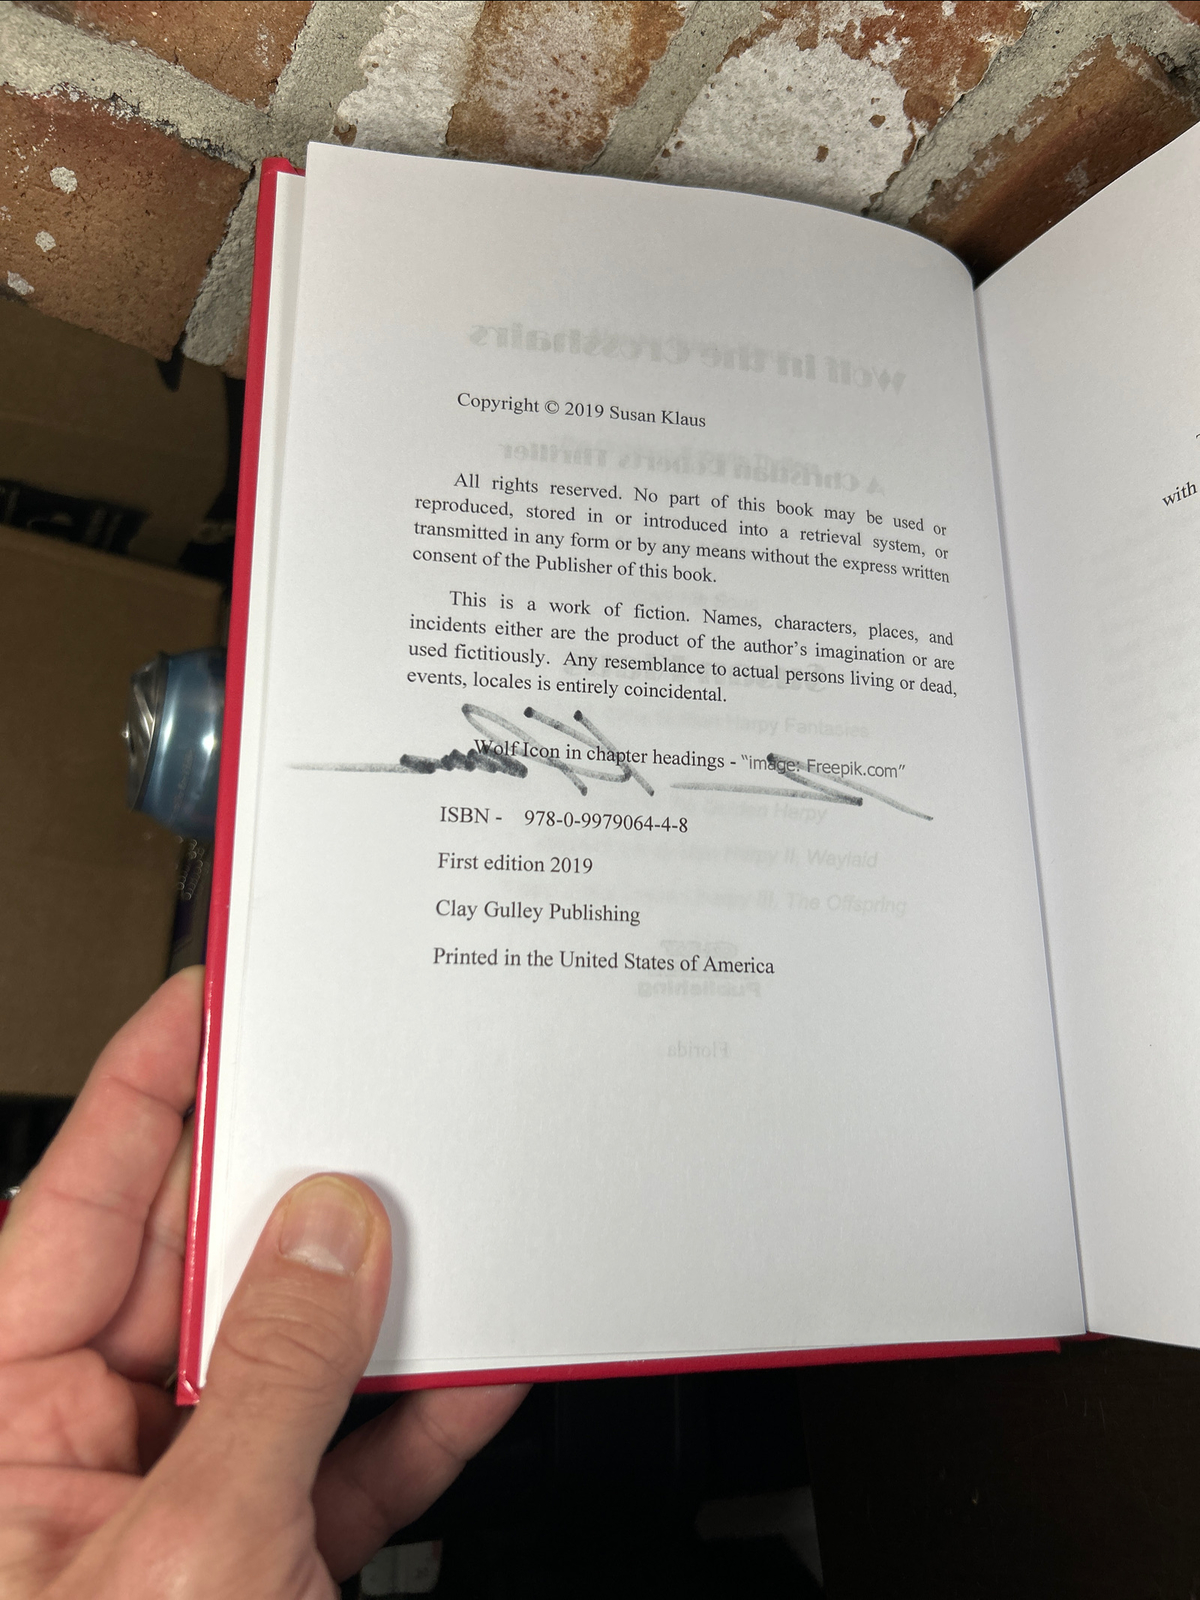 Copyright © 2019 Susan Klaus
All rights reserved. No part of this book may be used or
reproduced, stored in or introduced into a retrieval system, or
transmitted in any form or by any means without the express written
consent of the Publisher of this book.
This is a work of fiction. Names, characters, places, and
incidents either are the product of the author's imagination or are
used fictitiously. Any resemblance to actual persons living or dead,
events, locales is entirely coincidental.
Wolf Icon in chapter headings - “image: Freepik.com”
ISBN - 978-0-9979064-4-8
First edition 2019
Clay Gulley Publishing
Printed in the United States of America
with